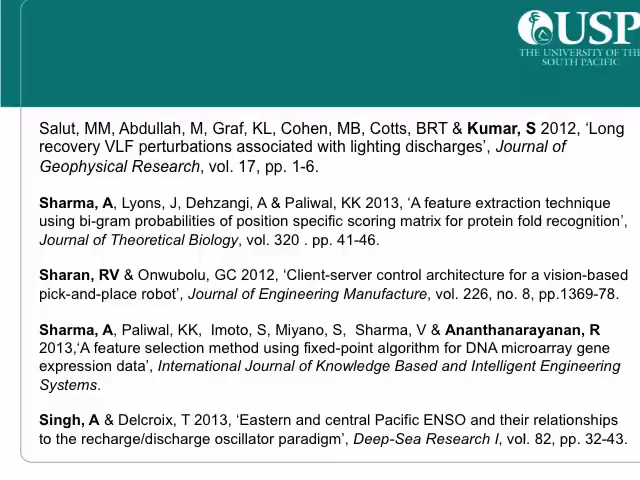 USP
THE UNIVERSITY OF THE
SOUTH PACIFIC
Salut, MM, Abdullah, M, Graf, KL, Cohen, MB, Cotts, BRT & Kumar, S 2012, ‘Long
recovery VLF perturbations associated with lighting discharges’, Journal of
Geophysical Research, vol. 17, pp. 1-6.
Sharma, A, Lyons, J, Dehzangi, A & Paliwal, KK 2013, ‘A feature extraction technique
using bi-gram probabilities of position specific scoring matrix for protein fold recognition’,
Journal of Theoretical Biology, vol. 320 . pp. 41-46.
Sharan, RV & Onwubolu, GC 2012, ‘Client-server control architecture for a vision-based
pick-and-place robot’, Journal of Engineering Manufacture, vol. 226, no. 8, pp.1369-78.
Sharma, A, Paliwal, KK,  Imoto, S, Miyano, S,  Sharma, V & Ananthanarayanan, R
2013,‘A feature selection method using fixed-point algorithm for DNA microarray gene
expression data’, International Journal of Knowledge Based and Intelligent Engineering
Systems.
Singh, A & Delcroix, T 2013, ‘Eastern and central Pacific ENSO and their relationships
to the recharge/discharge oscillator paradigm’, Deep-Sea Research I, vol. 82, pp. 32-43.